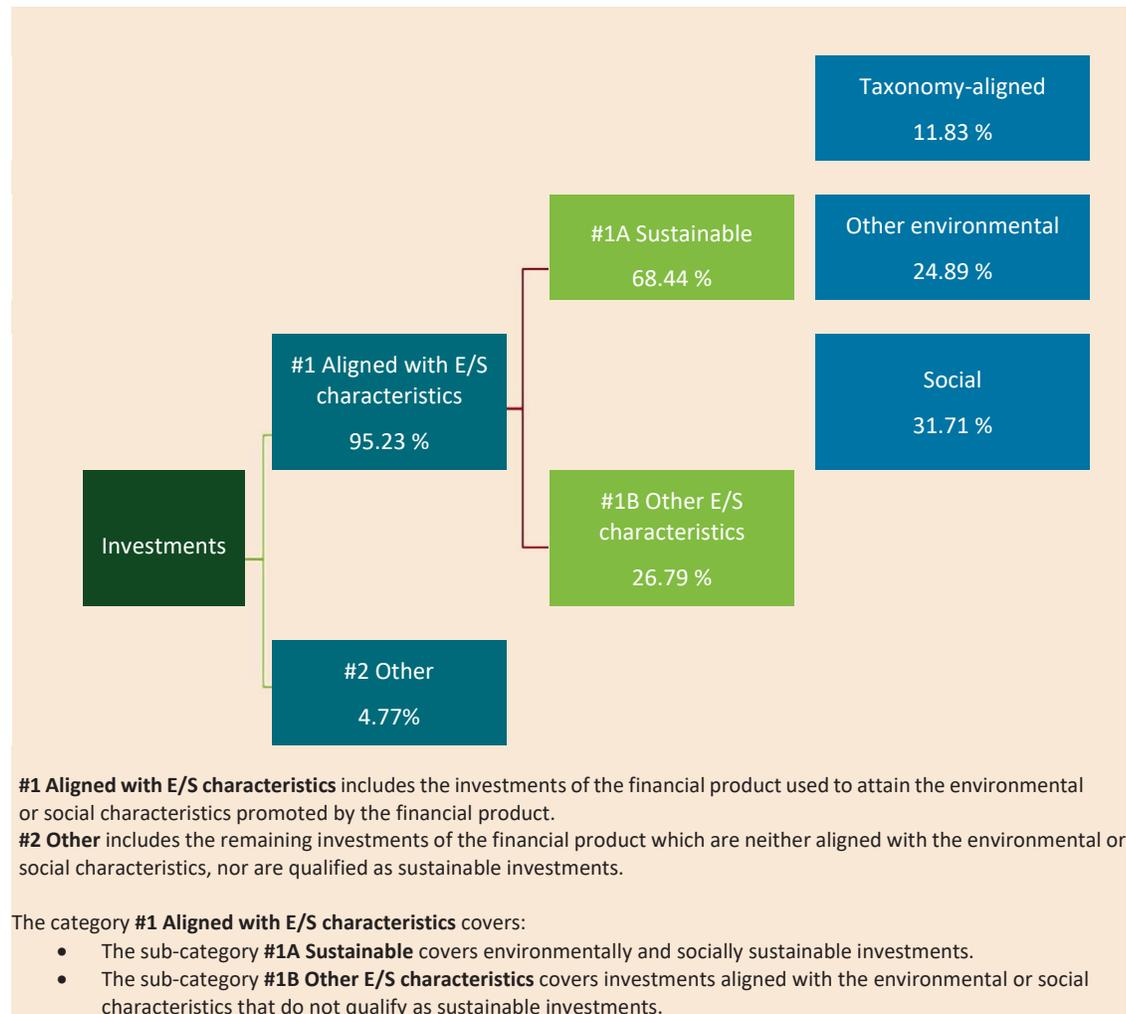 Taxonomy-aligned
11.83 %
#1A Sustainable
68.44 %
Other environmental
24.89 %
#1 Aligned with E/S
characteristics
95.23 %
Social
31.71 %
Investments
#1B Other E/S
characteristics
26.79 %
#2 Other
4.77%
#1 Aligned with E/S characteristics includes the investments of the financial product used to attain the environmental
or social characteristics promoted by the financial product.
#2 Other includes the remaining investments of the financial product which are neither aligned with the environmental or
social characteristics, nor are qualified as sustainable investments.
The category #1 Aligned with E/S characteristics covers:
• The sub-category #1A Sustainable covers environmentally and socially sustainable investments.
• The sub-category #1B Other E/S characteristics covers investments aligned with the environmental or social
characteristics that do not qualify as sustainable investments.